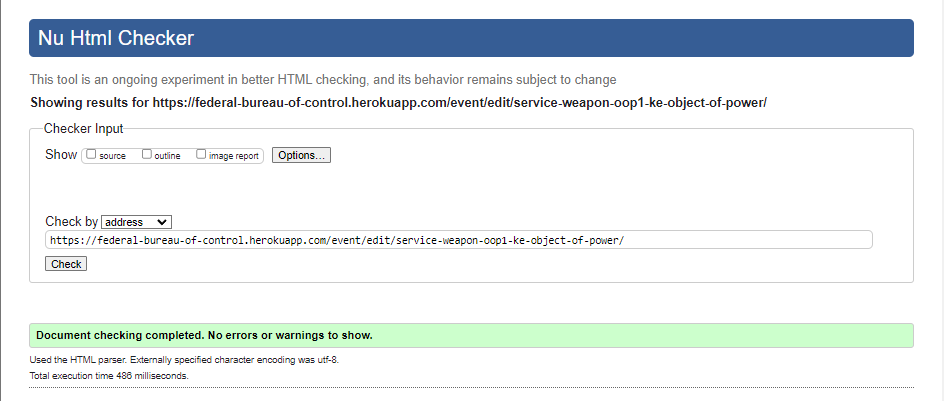 Nu Html Checker
This tool is an ongoing experiment in better HTML checking, and its behavior remains subject to change
Showing results for https://federal-bureau-of-control.herokuapp.com/event/edit/service-weapon-oop1-ke-object-of-power/
Checker Input
Show source outline image report Options...
Check by address
https://federal-bureau-of-control.herokuapp.com/event/edit/service-weapon-oop1-ke-object-of-power/
Check
Document checking completed. No errors or warnings to show.
Used the HTML parser. Externally specified character encoding was utf-8.
Total execution time 486 milliseconds.